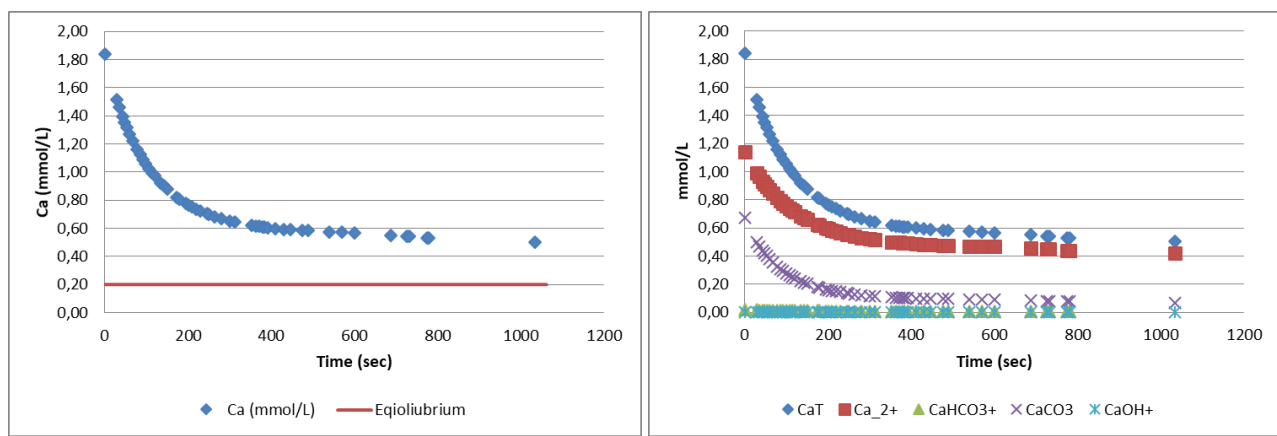 2,00
1,80
1,60
1,40
1,20
1,00
0,80
0,60
0,40
0,20
0,00
Ca (mmol/L)
0 200 400 600 800 1000 1200
Time (sec)
Ca (mmol/L) Eqioliubrium
2,00
1,80
1,60
1,40
1,20
1,00
0,80
0,60
0,40
0,20
0,00
mmol/L
0 200 400 600 800 1000 1200
Time (sec)
CaT Ca_2+ CaHCO3+ CaCO3 CaOH+